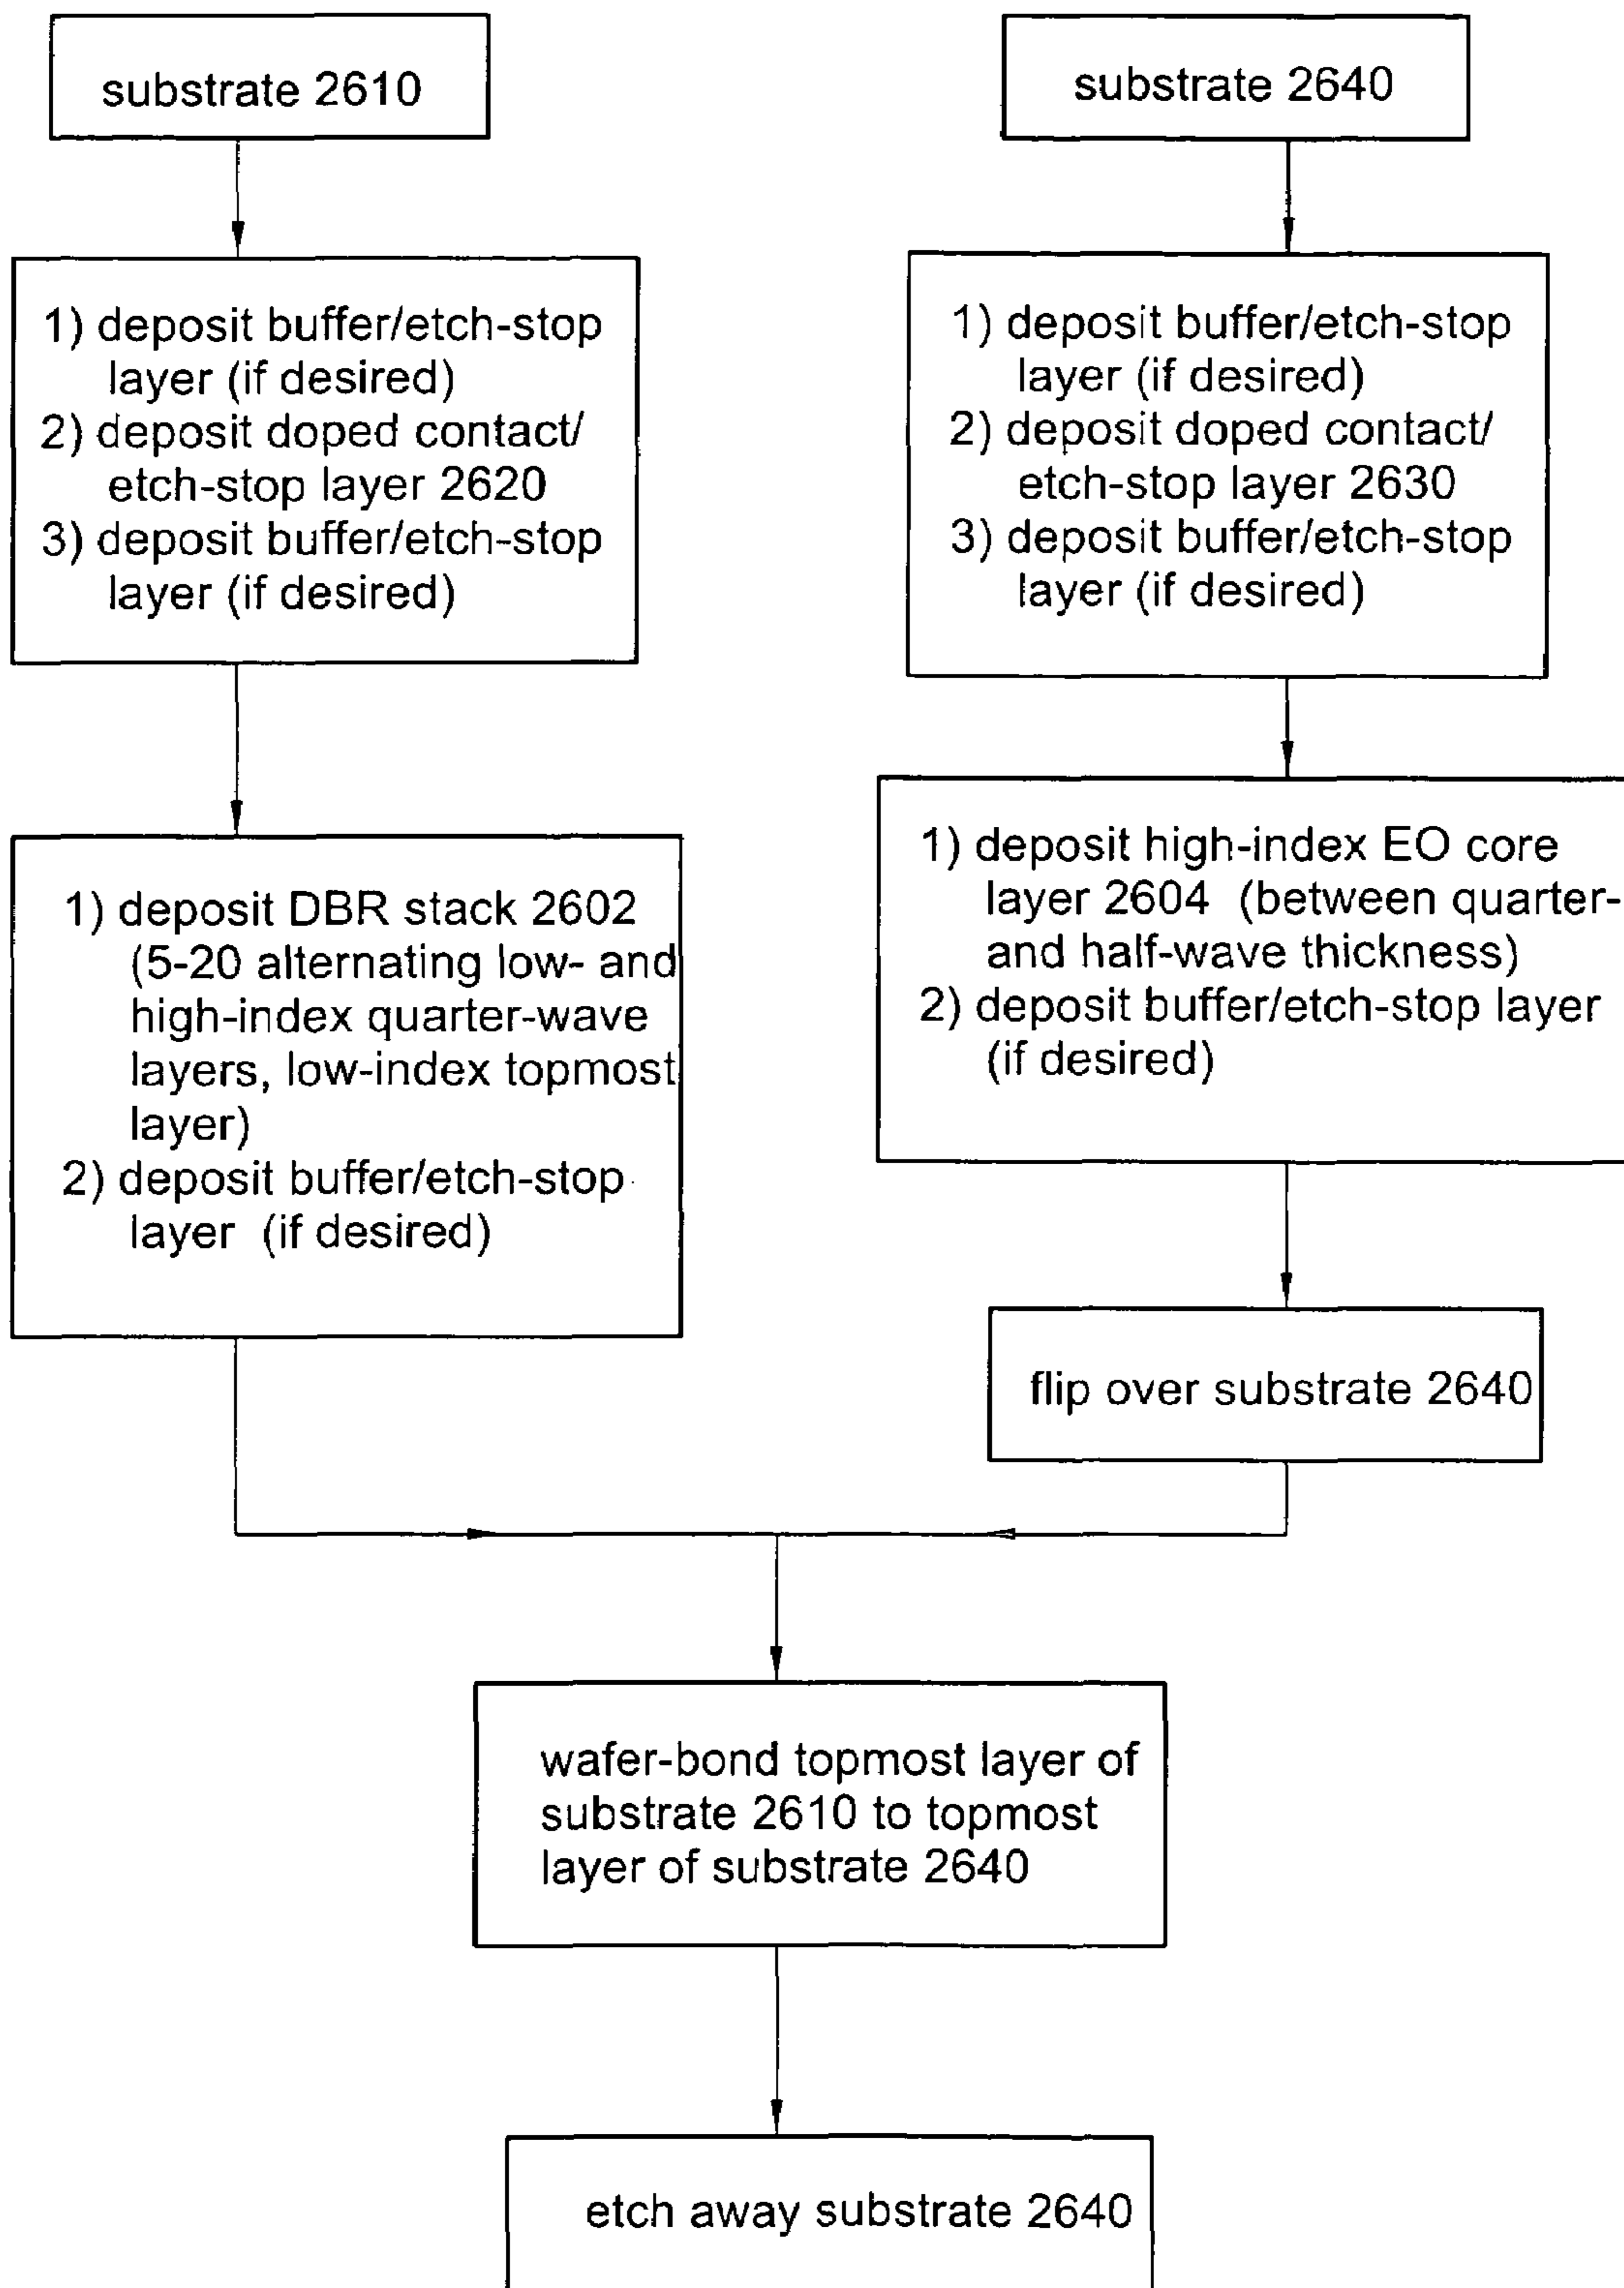 substrate 2610
substrate 2640
1) deposit buffer/etch-stop
layer (if desired)
2) deposit doped contact/
etch-stop layer 2620
3) deposit buffer/etch-stop
layer (if desired)
1) deposit buffer/etch-stop
layer (if desired)
2) deposit doped contact/
etch-stop layer 2630
3) deposit buffer/etch-stop
layer (if desired)
1) deposit DBR stack 2602
(5-20 alternating low- and
high-index quarter-wave
layers, low-index topmost
layer)
2) deposit buffer/etch-stop
layer (if desired)
1) deposit high-index EO core
layer 2604 (between quarter-
and half-wave thickness)
2) deposit buffer/etch-stop layer
(if desired)
flip over substrate 2640
wafer-bond topmost layer of
substrate 2610 to topmost
layer of substrate 2640
etch away substrate 2640